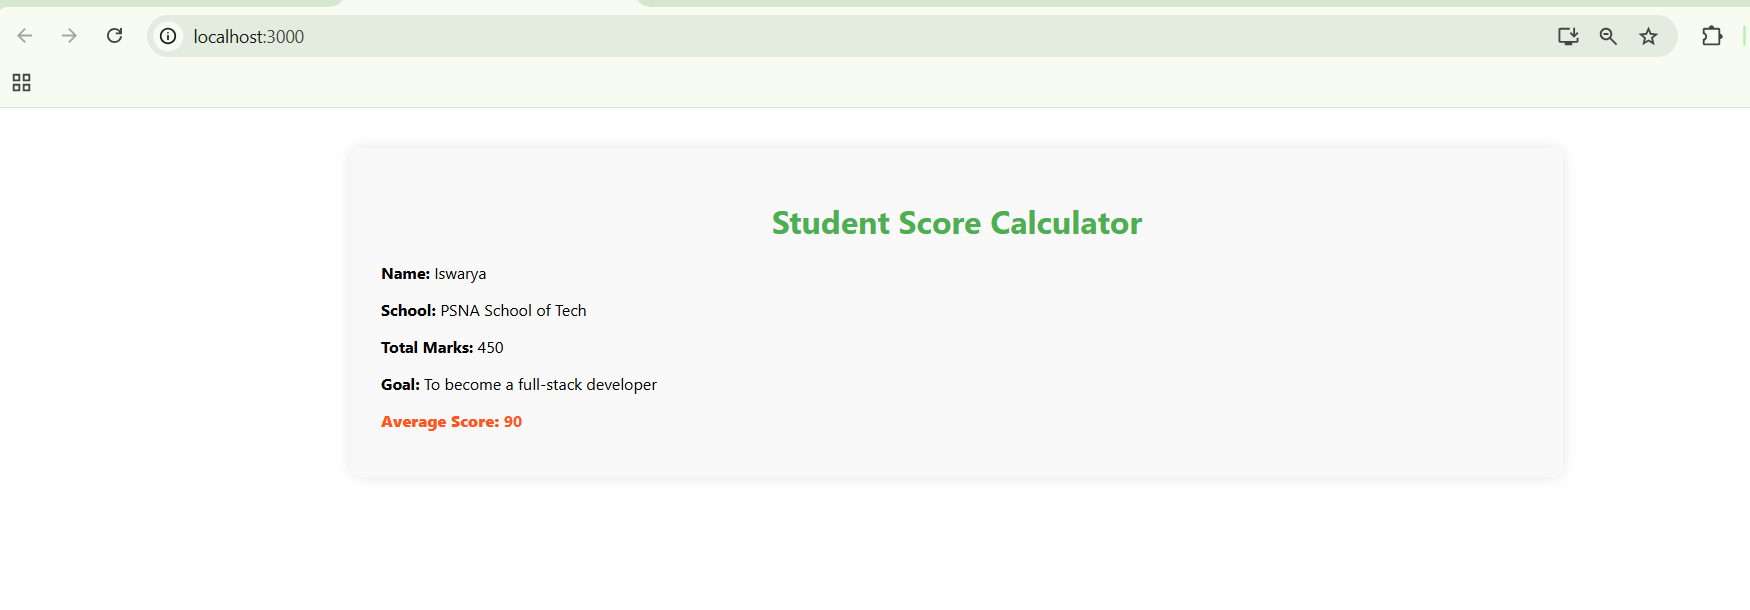 localhost:3000
Student Score Calculator
Name: Iswarya
School: PSNA School of Tech
Total Marks: 450
Goal: To become a full-stack developer
Average Score: 90